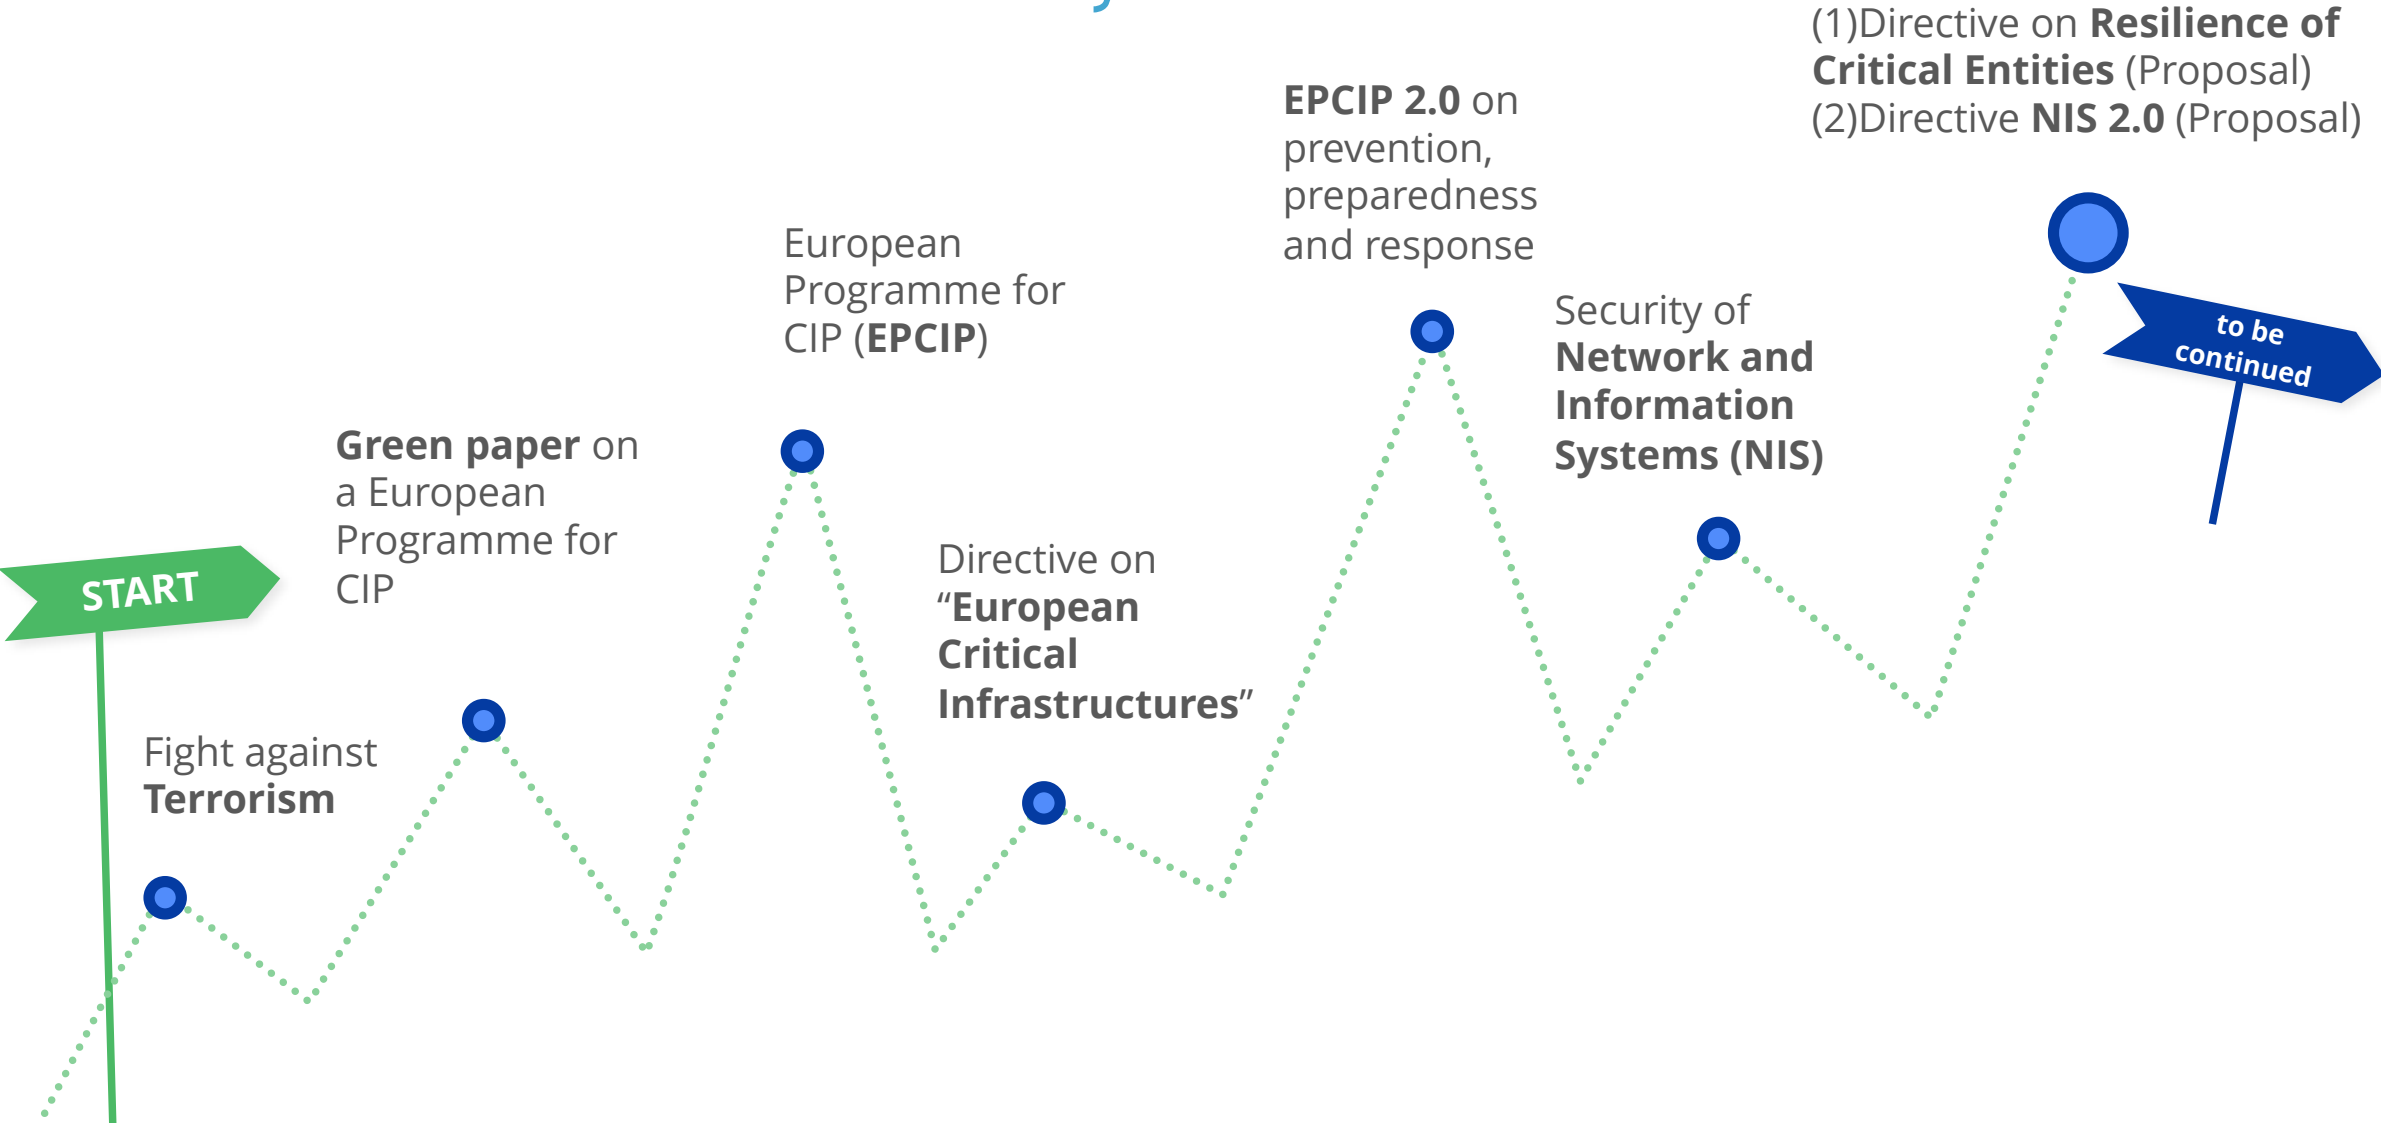 START
Fight against
Terrorism
Green paper on
a European
Programme for
CIP
European
Programme for
CIP (EPCIP)
Directive on
“European
Critical
Infrastructures”
EPCIP 2.0 on
prevention,
preparedness
and response
Security of
Network and
Information
Systems (NIS)
(1)Directive on Resilience of
Critical Entities (Proposal)
(2)Directive NIS 2.0 (Proposal)
to be
continued